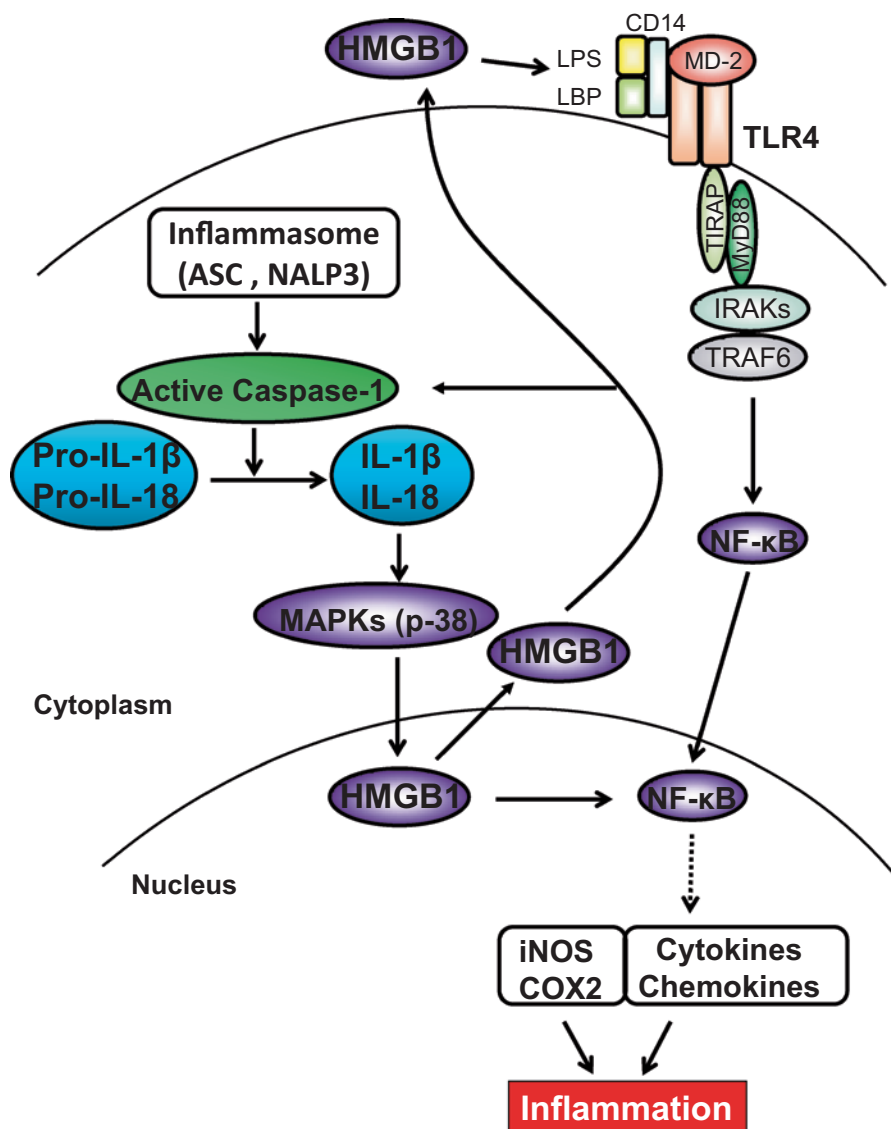 CD14
HMGB1
LPS
MD-2
LBP
TLR4
TIRAP
MyD88
Inflammasome
(ASC , NALP3)
IRAKs
TRAF6
Active Caspase-1
Pro-IL-1β
Pro-IL-18
IL-1β
IL-18
NF-κB
MAPKs (p-38)
HMGB1
Cytoplasm
HMGB1
NF-κB
Nucleus
iNOS
COX2
Cytokines
Chemokines
Inflammation